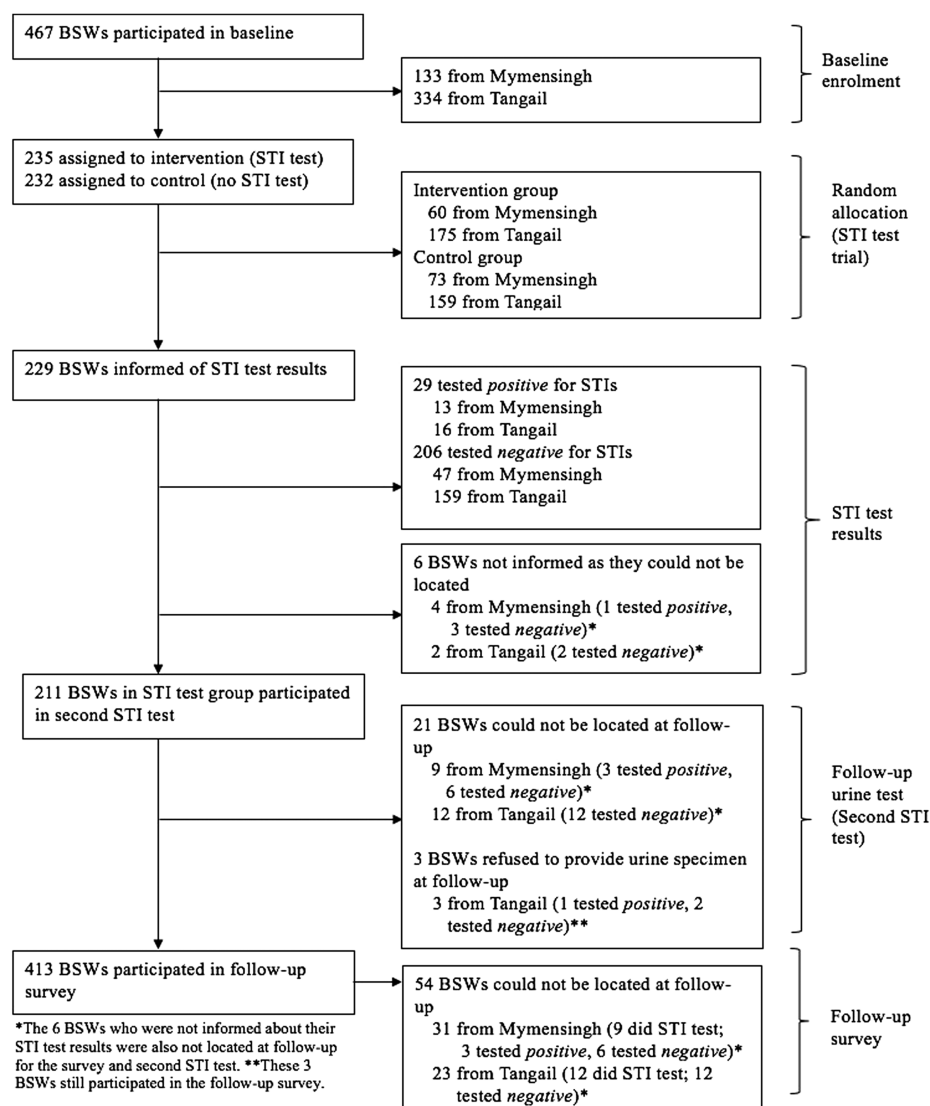 467 BSWs participated in baseline
133 from Mymensingh
334 from Tangail
Baseline
enrolment
235 assigned to intervention (STI test)
232 assigned to control (no STI test)
Intervention group
60 from Mymensingh
175 from Tangail
Control group
73 from Mymensingh
159 from Tangail
Random
allocation
(STI test
trial)
229 BSWs informed of STI test results
29 tested positive for STIs
13 from Mymensingh
16 from Tangail
206 tested negative for STIs
47 from Mymensingh
159 from Tangail
6 BSWs not informed as they could not be
located
4 from Mymensingh (1 tested positive,
3 tested negative)*
2 from Tangail (2 tested negative)*
STI test
results
211 BSWs in STI test group participated
in second STI test
21 BSWs could not be located at follow-
up
9 from Mymensingh (3 tested positive,
6 tested negative)*
12 from Tangail (12 tested negative)*
3 BSWs refused to provide urine specimen
at follow-up
3 from Tangail (1 tested positive, 2
tested negative)**
Follow-up
urine test
(Second STI
test)
413 BSWs participated in follow-up
survey
54 BSWs could not be located at follow-
up
31 from Mymensingh (9 did STI test;
3 tested positive, 6 tested negative)*
23 from Tangail (12 did STI test; 12
tested negative)*
Follow-up
survey
*The 6 BSWs who were not informed about their
STI test results were also not located at follow-up
for the survey and second STI test. **These 3
BSWs still participated in the follow-up survey.